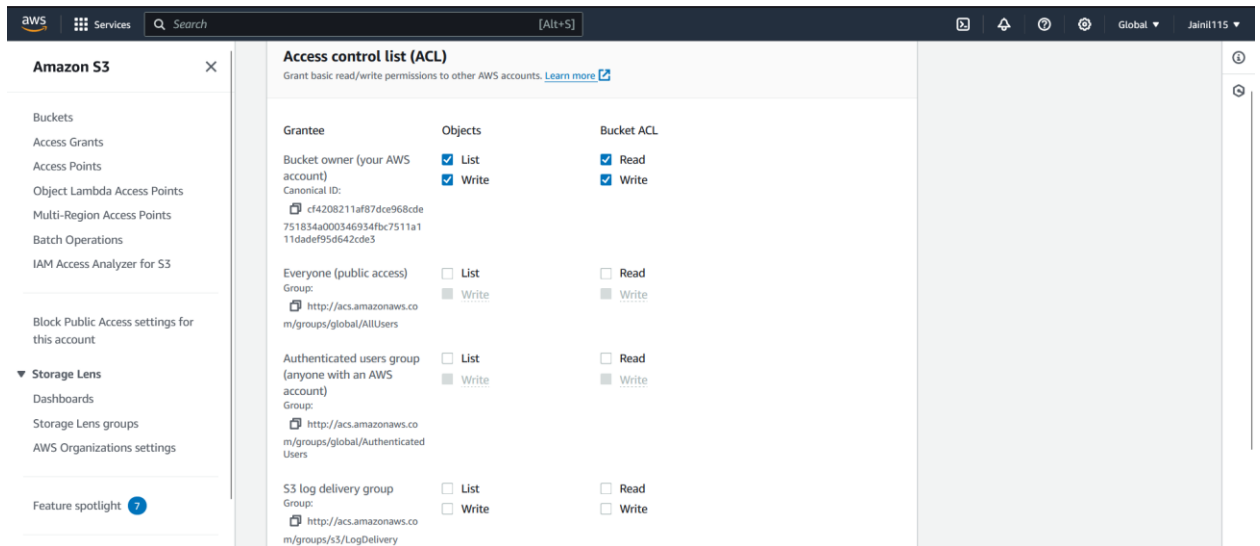 aws
Services
Search
[Alt+S]
Global
Jainil115
Amazon S3
Buckets
Access Grants
Access Points
Object Lambda Access Points
Multi-Region Access Points
Batch Operations
IAM Access Analyzer for S3
Block Public Access settings for
this account
Storage Lens
Dashboards
Storage Lens groups
AWS Organizations settings
Feature spotlight 7
Access control list (ACL)
Grant basic read/write permissions to other AWS accounts. Learn more
Grantee Objects Bucket ACL
Bucket owner (your AWS List Read
account) Write Write
Canonical ID:
cf4208211af87dce968cde
751834a000346934fbc7511a1
11dadef95d642cde3
Everyone (public access) List Read
Group: Write Write
http://acs.amazonaws.co
m/groups/global/AllUsers
Authenticated users group List Read
(anyone with an AWS Write Write
account)
Group:
http://acs.amazonaws.co
m/groups/global/Authenticated
Users
S3 log delivery group List Read
Group: Write Write
http://acs.amazonaws.co
m/groups/s3/LogDelivery